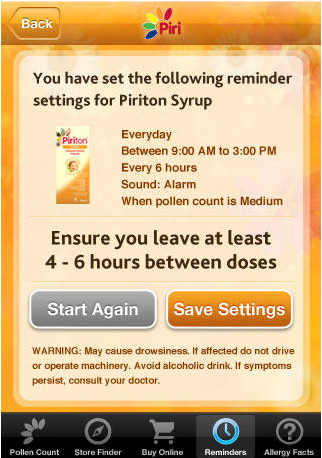 Back
Piri
You have set the following reminder
settings for Piriton Syrup
Piriton
Everyday
Between 9:00 AM to 3:00 PM
Every 6 hours
Sound: Alarm
When pollen count is Medium
Ensure you leave at least
4 - 6 hours between doses
Start Again
Save Settings
WARNING: May cause drowsiness. If affected do not drive
or operate machinery. Avoid alcoholic drink. If symptoms
persist, consult your doctor.
Pollen Count
Store Finder
Buy Online
Reminders
Allergy Facts